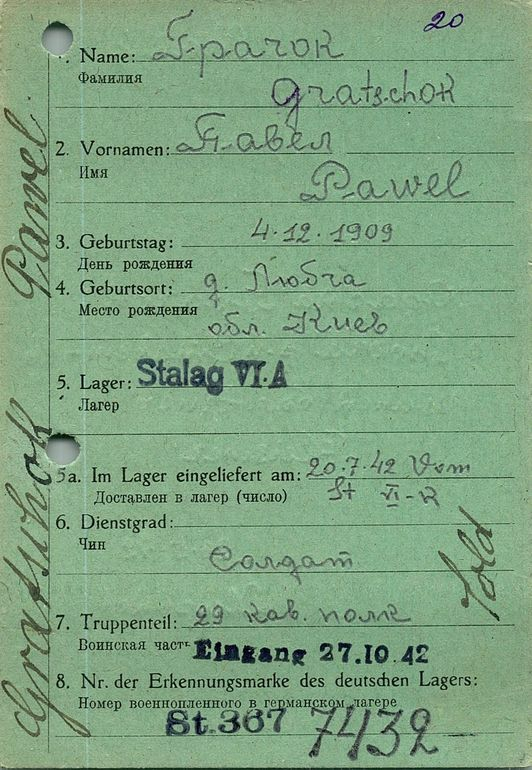 20
1. Name: Грачок
Фамилия
Gratschok
2. Vornamen: Павел
Имя
Pawel
3. Geburtstag: 4.12.1909
День рождения
4. Geburtsort: д. Любча
Место рождения
обл. Киев
5. Lager: Stalag VI A
Лагерь
5a. Im Lager eingeliefert am: 20.7.42 Vom
Доставлен в лагерь (число) St VI-K
6. Dienstgrad:
Чин
Солдат
Sold
7. Truppenteil: 29 кав. полк
Воинская часть
Eingang 27.10.42
8. Nr. der Erkennungsmarke des deutschen Lagers:
Номер военнопленного в германском лагере
St. 367 7432
Gratschok Pawel